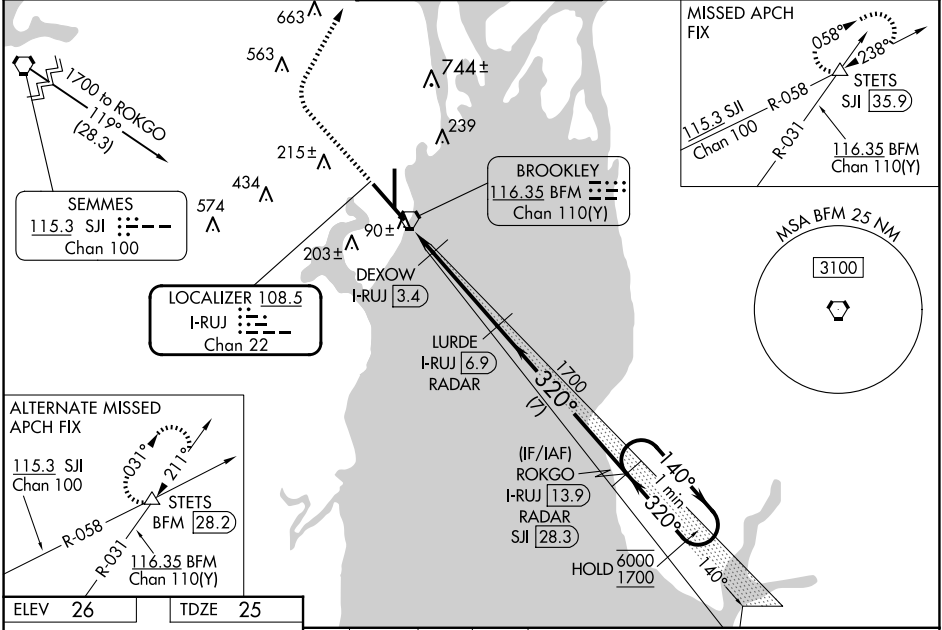 663
563
744±
239
215±
434
574
203±
90±
1700 to ROKGO
119°
(28.3)
SEMMES
115.3 SJI
Chan 100
BROOKLEY
116.35 BFM
Chan 110(Y)
LOCALIZER 108.5
I-RUJ
Chan 22
DEXOW
I-RUJ 3.4
LURDE
I-RUJ 6.9
RADAR
1700
320°
(7)
(IF/IAF)
ROKGO
I-RUJ 13.9
RADAR
SJI 28.3
140°
1 min
320°
HOLD 6000
1700
140°
MISSED APCH
FIX
058°
238°
STETS
SJI 35.9
115.3 SJI
Chan 100
R-058
R-031
116.35 BFM
Chan 110(Y)
MSA BFM 25 NM
3100
ALTERNATE MISSED
APCH FIX
031°
211°
115.3 SJI
Chan 100
STETS
BFM 28.2
R-058
R-031
116.35 BFM
Chan 110(Y)
ELEV 26
TDZE 25